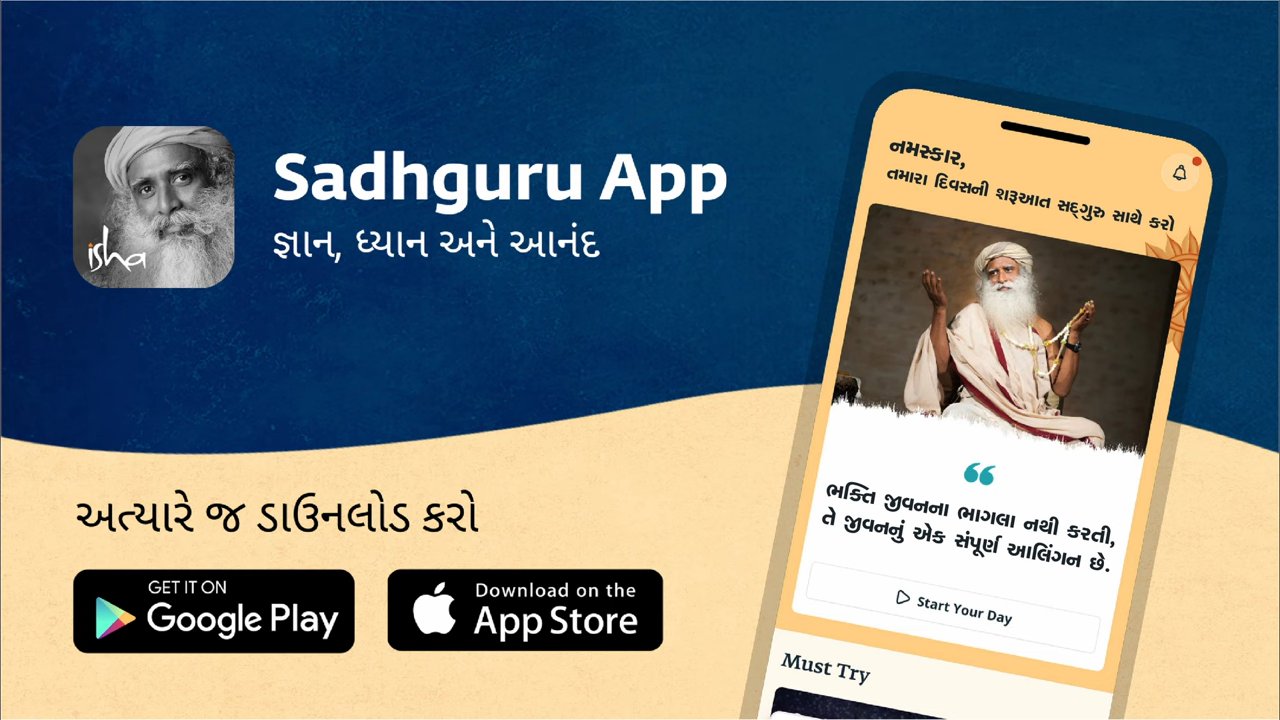 isha
Sadhguru App
જ્ઞાન, ધ્યાન અને આનંદ
અત્યારે જ ડાઉનલોડ કરો
GET IT ON
Google Play
Download on the
App Store
નમસ્કાર,
તમારા દિવસની શરૂઆત સદ્‌ગુરુ સાથે કરો
“
ભક્તિ જીવનના ભાગલા નથી કરતી,
તે જીવનનું એક સંપૂર્ણ આલિંગન છે.
Start Your Day
Must Try